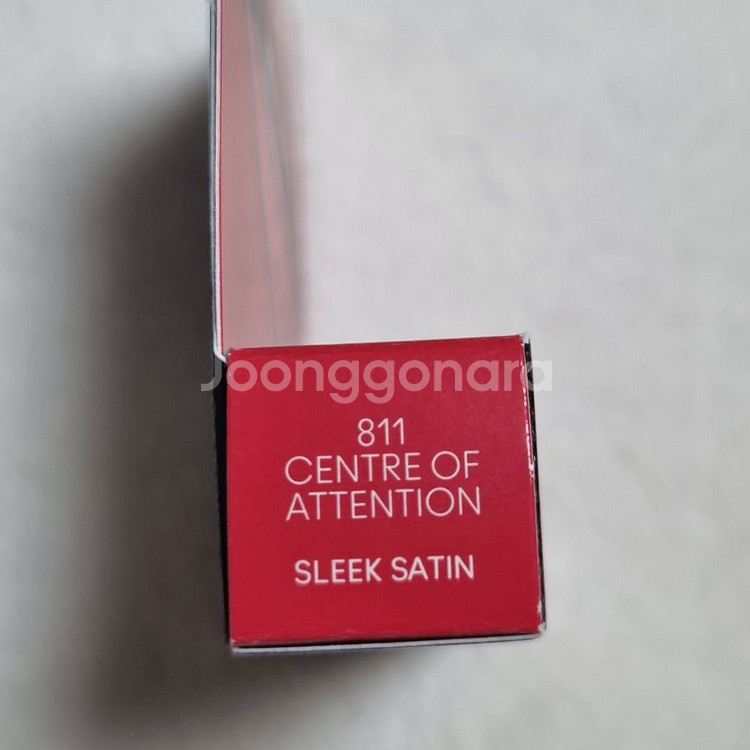 Joonggonara
811
CENTRE OF
ATTENTION
SLEEK SATIN